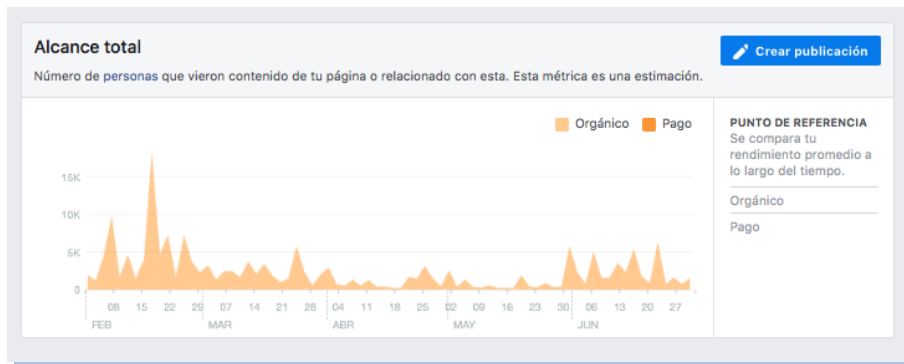 Alcance total
Crear publicación
Número de personas que vieron contenido de tu página o relacionado con esta. Esta métrica es una estimación.
Orgánico Pago
PUNTO DE REFERENCIA
Se compara tu
rendimiento promedio a
lo largo del tiempo.
Orgánico
Pago
15K
10K
5K
0
08 15 22 29 07 14 21 28 04 11 18 25 02 09 16 23 30 06 13 20 27
FEB MAR ABR MAY JUN